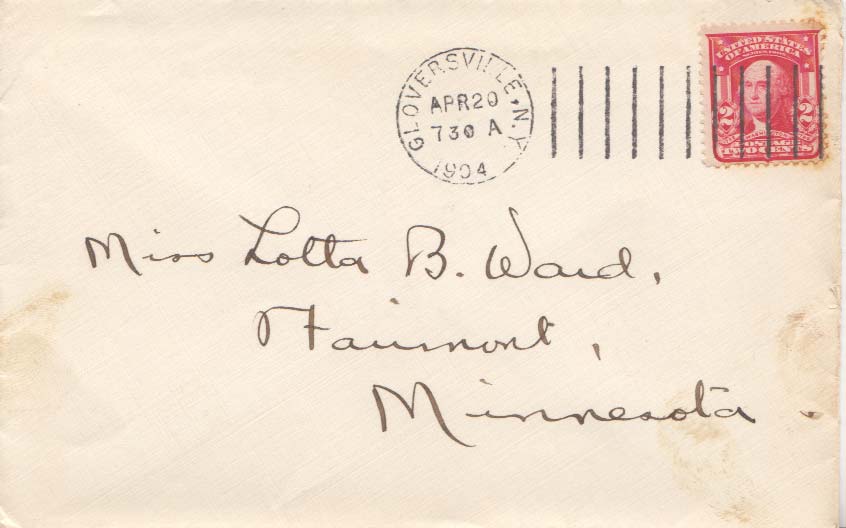 GLOVERSVILLE, N.Y.
APR 20
730 A
1904
UNITED STATES
OF AMERICA
2 2
POSTAGE
TWO CENTS
Miss Lotta B. Ward,
Fairmont,
Minnesota.